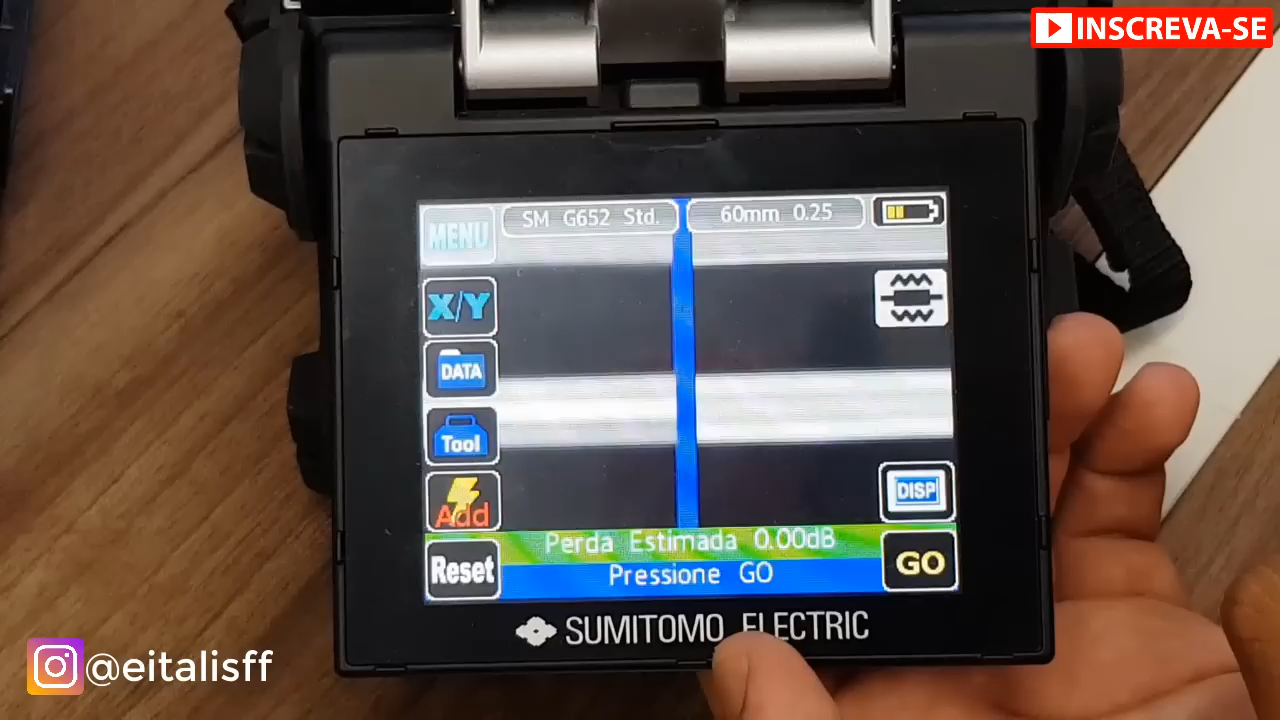 INSCREVA-SE
MENU
SM G652 Std.
60mm 0.25
X/Y
DATA
Tool
Add
DISP
Perda Estimada 0.00dB
Reset
Pressione GO
GO
SUMITOMO ELECTRIC
@eitalisff